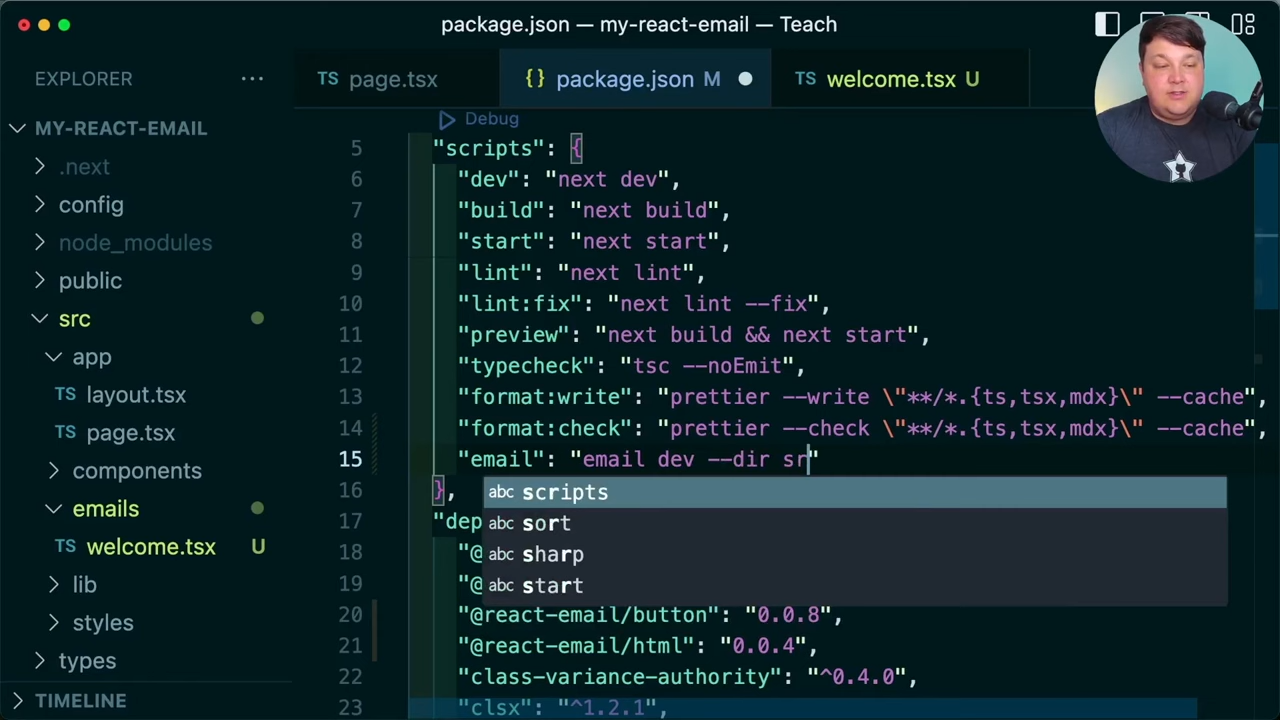 package.json — my-react-email — Teach
EXPLORER ...
TS page.tsx
{} package.json M
TS welcome.tsx U
MY-REACT-EMAIL
.next
config
node_modules
public
src
app
TS layout.tsx
TS page.tsx
components
emails
TS welcome.tsx U
lib
styles
types
TIMELINE
Debug
5 "scripts": {
6 "dev": "next dev",
7 "build": "next build",
8 "start": "next start",
9 "lint": "next lint",
10 "lint:fix": "next lint --fix",
11 "preview": "next build && next start",
12 "typecheck": "tsc --noEmit",
13 "format:write": "prettier --write \"**/*.{ts,tsx,mdx}\" --cache",
14 "format:check": "prettier --check \"**/*.{ts,tsx,mdx}\" --cache",
15 "email": "email dev --dir sr"
16 },
abc scripts
17 "dep
abc sort
18 "@
abc sharp
19 "@
abc start
20 "@react-email/button": "0.0.8",
21 "@react-email/html": "0.0.4",
22 "class-variance-authority": "^0.4.0",
23 "clsx": "^1.2.1",